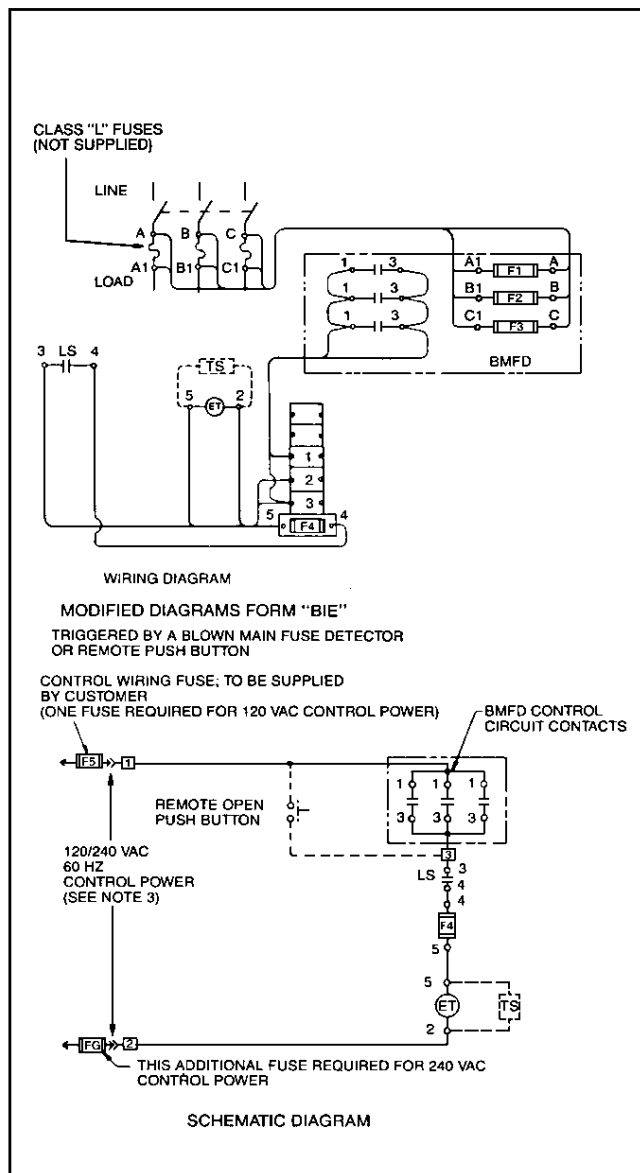 CLASS "L" FUSES
(NOT SUPPLIED)
LINE
A B C
A1 B1 C1
LOAD
1 3 A1 F1 A
1 3 B1 F2 B
1 3 C1 F3 C
BMFD
3 LS 4
TS
5 ET 2
1
2
3
5 F4 4
WIRING DIAGRAM
MODIFIED DIAGRAMS FORM "BIE"
TRIGGERED BY A BLOWN MAIN FUSE DETECTOR
OR REMOTE PUSH BUTTON
CONTROL WIRING FUSE; TO BE SUPPLIED
BY CUSTOMER
(ONE FUSE REQUIRED FOR 120 VAC CONTROL POWER)
BMFD CONTROL
CIRCUIT CONTACTS
F5 1
REMOTE OPEN
PUSH BUTTON
1 1 1
3 3 3
120/240 VAC
60 HZ
CONTROL POWER
(SEE NOTE 3)
3
3
LS
4
4
F4
5
5
ET TS
2
FG 2
THIS ADDITIONAL FUSE REQUIRED FOR 240 VAC
CONTROL POWER
SCHEMATIC DIAGRAM